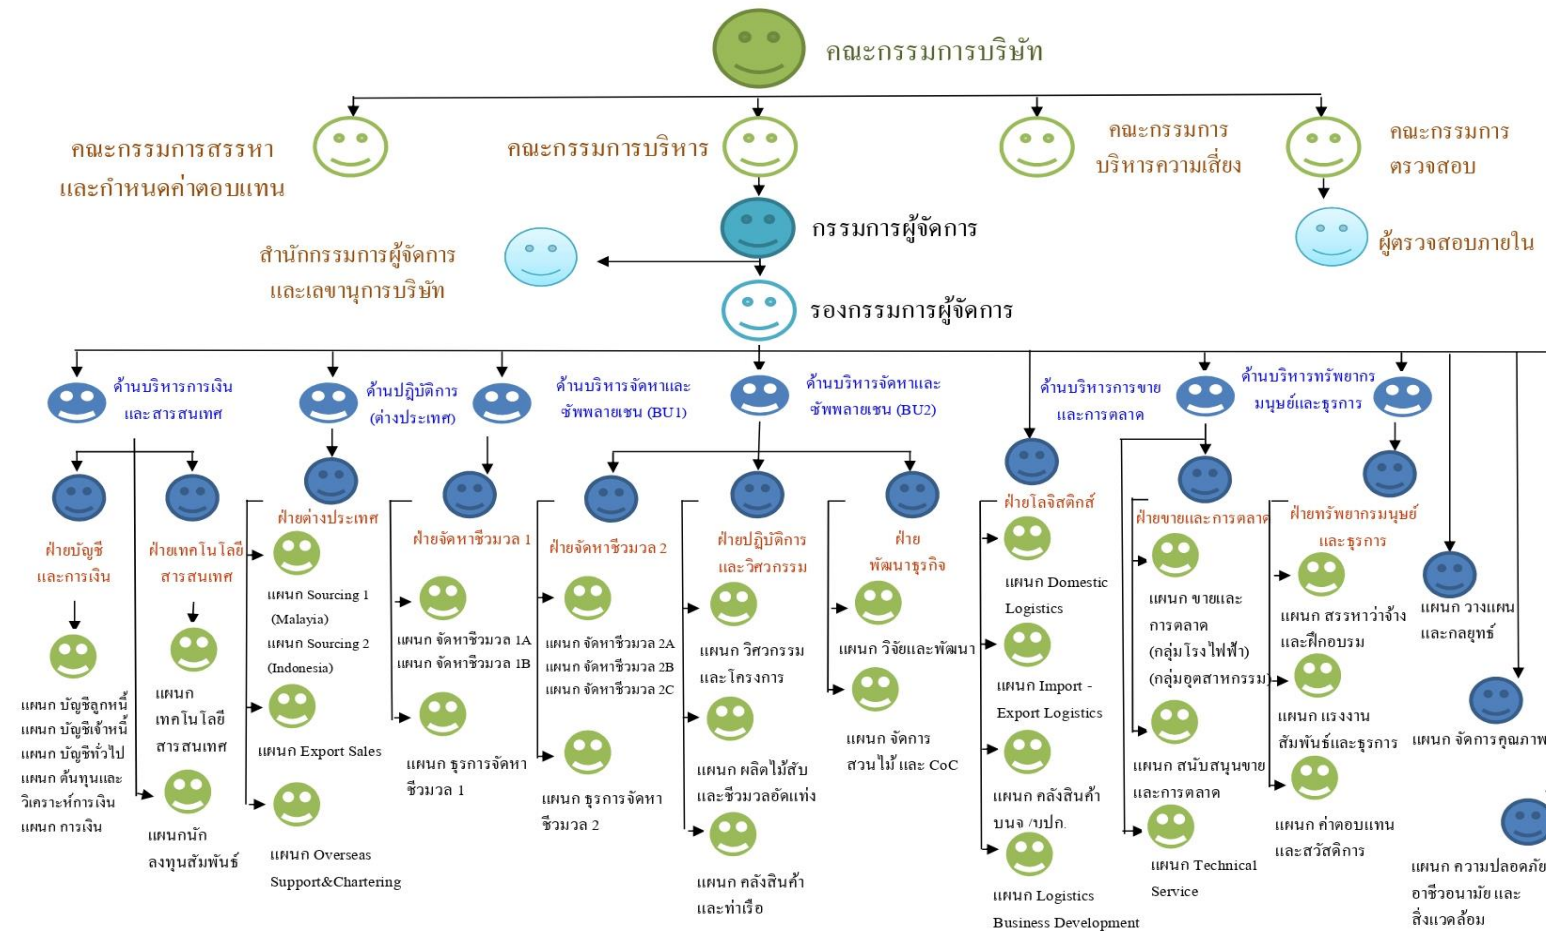 คณะกรรมการบริษัท
คณะกรรมการสรรหา
และกำหนดค่าตอบแทน
คณะกรรมการบริหาร
คณะกรรมการ
บริหารความเสี่ยง
คณะกรรมการ
ตรวจสอบ
กรรมการผู้จัดการ
ผู้ตรวจสอบภายใน
สำนักกรรมการผู้จัดการ
และเลขานุการบริษัท
รองกรรมการผู้จัดการ
ด้านบริหารการเงิน
และสารสนเทศ
ด้านปฎิบัติการ
(ต่างประเทศ)
ด้านบริหารจัดหาและ
ซัพพลายเชน (BU1)
ด้านบริหารจัดหาและ
ซัพพลายเชน (BU2)
ด้านบริหารการขาย
และการตลาด
ด้านบริหารทรัพยากร
มนุษย์และธุรการ
ฝ่ายบัญชี
และการเงิน
ฝ่ายเทคโนโลยี
สารสนเทศ
ฝ่ายต่างประเทศ
ฝ่ายจัดหาชีวมวล 1
ฝ่ายจัดหาชีวมวล 2
ฝ่ายปฏิบัติการ
และวิศวกรรม
ฝ่าย
พัฒนาธุรกิจ
ฝ่ายโลจิสติกส์
ฝ่ายขายและการตลาด
ฝ่ายทรัพยากรมนุษย์
และธุรการ
แผนก บัญชีลูกหนี้
แผนก บัญชีเจ้าหนี้
แผนก บัญชีทั่วไป
แผนก ต้นทุนและ
วิเคราะห์การเงิน
แผนก การเงิน
แผนก
เทคโนโลยี
สารสนเทศ
แผนกนัก
ลงทุนสัมพันธ์
แผนก Sourcing 1
(Malayia)
แผนก Sourcing 2
(Indonesia)
แผนก Export Sales
แผนก Overseas
Support&Chartering
แผนก จัดหาชีวมวล 1A
แผนก จัดหาชีวมวล 1B
แผนก ธุรการจัดหา
ชีวมวล 1
แผนก จัดหาชีวมวล 2A
แผนก จัดหาชีวมวล 2B
แผนก จัดหาชีวมวล 2C
แผนก ธุรการจัดหา
ชีวมวล 2
แผนก วิศวกรรม
และโครงการ
แผนก ผลิตไม้สับ
และชีวมวลอัดแท่ง
แผนก คลังสินค้า
และท่าเรือ
แผนก วิจัยและพัฒนา
แผนก จัดการ
สวนไม้ และ CoC
แผนก Domestic
Logistics
แผนก Import -
Export Logistics
แผนก คลังสินค้า
บนจ /บปก.
แผนก Logistics
Business Development
แผนก ขายและ
การตลาด
(กลุ่มโรงไฟฟ้า)
(กลุ่มอุตสาหกรรม)
แผนก สนับสนุนขาย
และการตลาด
แผนก Technical
Service
แผนก สรรหาว่าจ้าง
และฝึกอบรม
แผนก แรงงาน
สัมพันธ์และธุรการ
แผนก ค่าตอบแทน
และสวัสดิการ
แผนก วางแผน
และกลยุทธ์
แผนก จัดการคุณภาพ
แผนก ความปลอดภัย
อาชีวอนามัย และ
สิ่งแวดล้อม